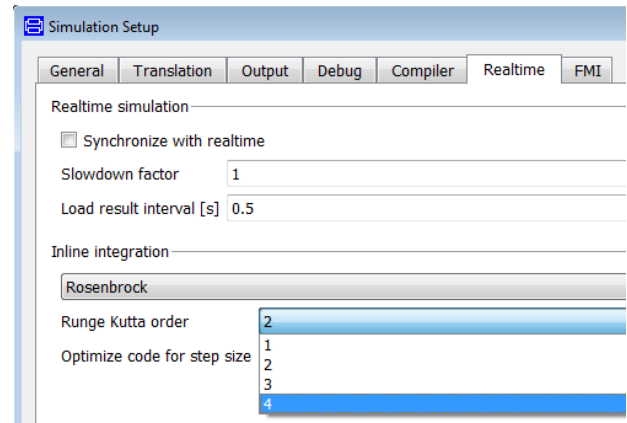 Simulation Setup
General Translation Output Debug Compiler Realtime FMI
Realtime simulation
Synchronize with realtime
Slowdown factor 1
Load result interval [s] 0.5
Inline integration
Rosenbrock
Runge Kutta order 2
Optimize code for step size
1
2
3
4